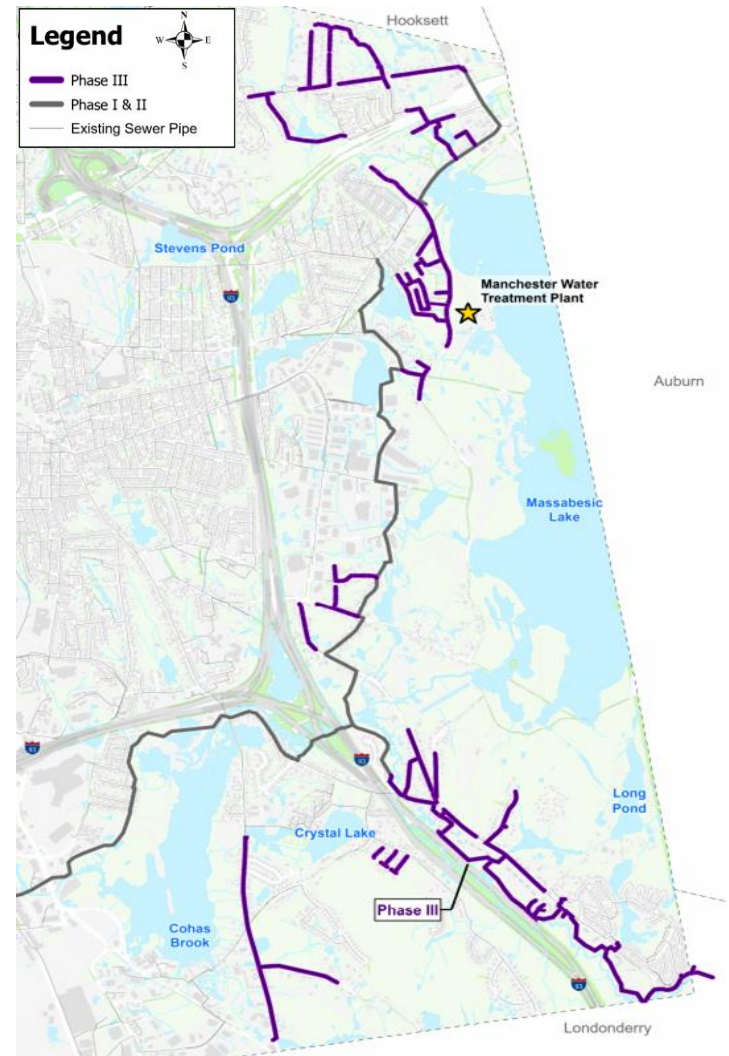 Hooksett
Legend
N
W
E
S
Phase III
Phase I & II
Existing Sewer Pipe
Stevens Pond
93
Manchester Water
Treatment Plant
Auburn
Massabesic
Lake
93
93
Long
Pond
Crystal Lake
Phase III
Cohas
Brook
93
Londonderry